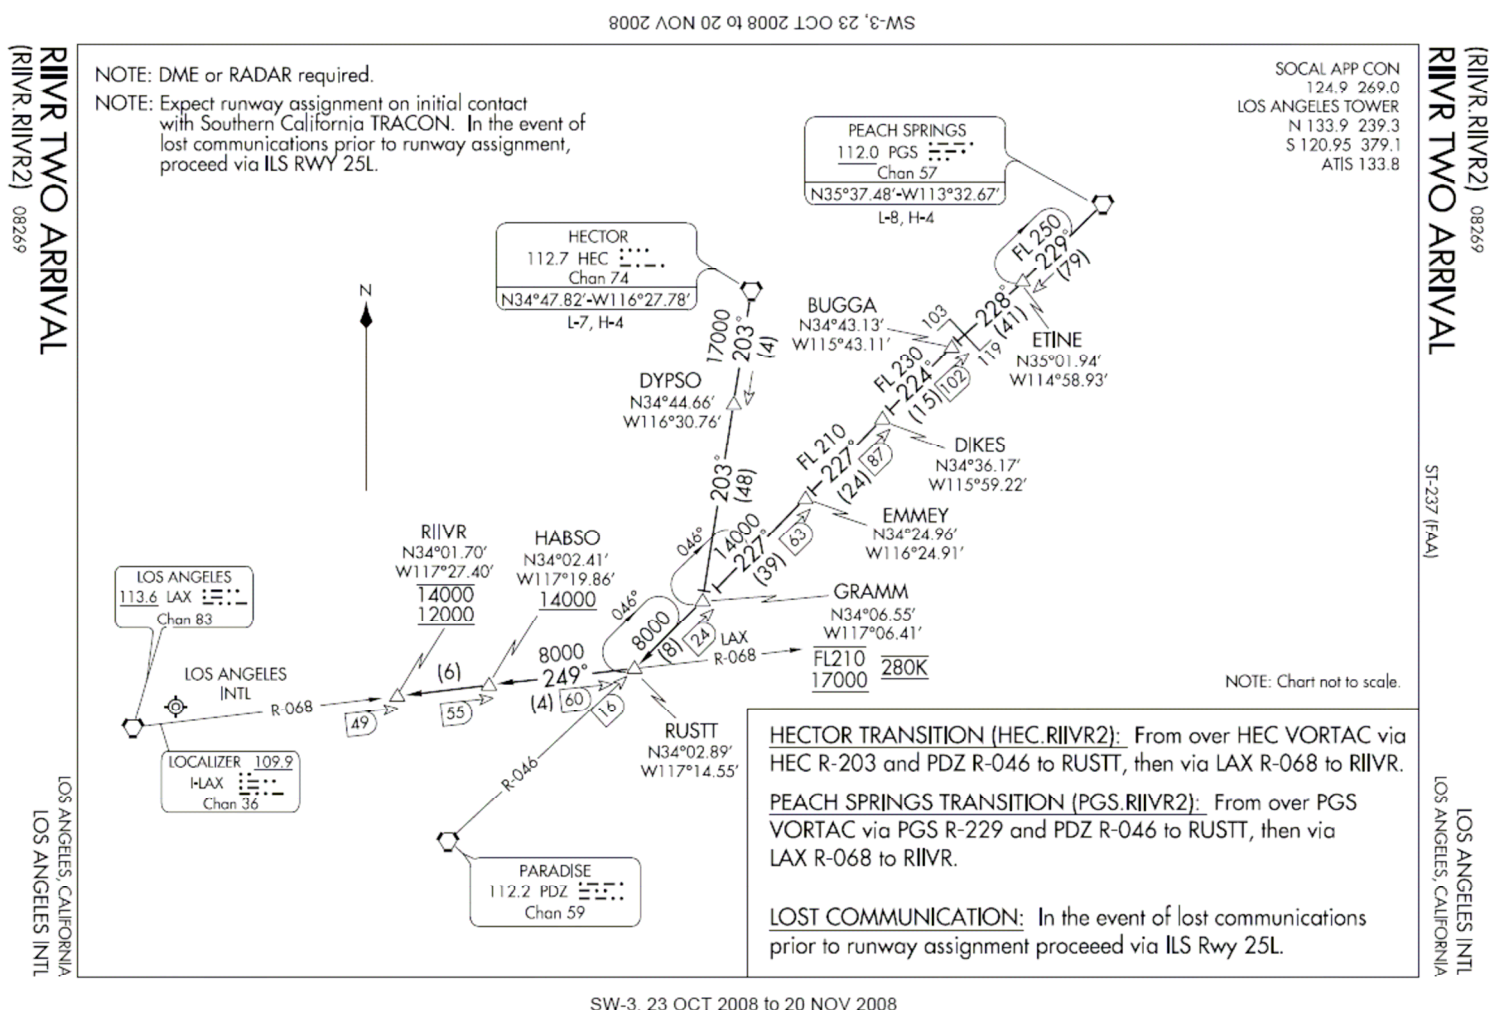 SW-3, 23 OCT 2008 to 20 NOV 2008
RIIVR TWO ARRIVAL
(RIIVR.RIIVR2) 08269
(RIIVR.RIIVR2) 08269
RIIVR TWO ARRIVAL
NOTE: DME or RADAR required.
NOTE: Expect runway assignment on initial contact
with Southern California TRACON. In the event of
lost communications prior to runway assignment,
proceed via ILS RWY 25L.
SOCAL APP CON
124.9 269.0
LOS ANGELES TOWER
N 133.9 239.3
S 120.95 379.1
ATIS 133.8
PEACH SPRINGS
112.0 PGS
Chan 57
N35°37.48'-W113°32.67'
L-8, H-4
HECTOR
112.7 HEC
Chan 74
N34°47.82'-W116°27.78'
L-7, H-4
N
FL 250
229°
(79)
228°
(41)
103
119
ETINE
N35°01.94'
W114°58.93'
BUGGA
N34°43.13'
W115°43.11'
17000
203°
(4)
FL 230
224°
(15)
102
DYPSO
N34°44.66'
W116°30.76'
DIKES
N34°36.17'
W115°59.22'
FL 210
227°
(24)
87
203°
(48)
EMMEY
N34°24.96'
W116°24.91'
046°
14000
227°
(39)
63
ST-237 (FAA)
RIIVR
N34°01.70'
W117°27.40'
14000
12000
HABSO
N34°02.41'
W117°19.86'
14000
GRAMM
N34°06.55'
W117°06.41'
FL210
17000
280K
LOS ANGELES
113.6 LAX
Chan 83
046°
8000
(8)
24
LAX
R-068
LOS ANGELES
INTL
R-068
49
(6)
55
8000
249°
(4)
60
16
RUSTT
N34°02.89'
W117°14.55'
NOTE: Chart not to scale.
LOCALIZER 109.9
I-LAX
Chan 36
R-046
PARADISE
112.2 PDZ
Chan 59
HECTOR TRANSITION (HEC.RIIVR2): From over HEC VORTAC via
HEC R-203 and PDZ R-046 to RUSTT, then via LAX R-068 to RIIVR.
PEACH SPRINGS TRANSITION (PGS.RIIVR2): From over PGS
VORTAC via PGS R-229 and PDZ R-046 to RUSTT, then via
LAX R-068 to RIIVR.
LOST COMMUNICATION: In the event of lost communications
prior to runway assignment proceeed via ILS Rwy 25L.
LOS ANGELES, CALIFORNIA
LOS ANGELES INTL
LOS ANGELES INTL
LOS ANGELES, CALIFORNIA
SW-3, 23 OCT 2008 to 20 NOV 2008